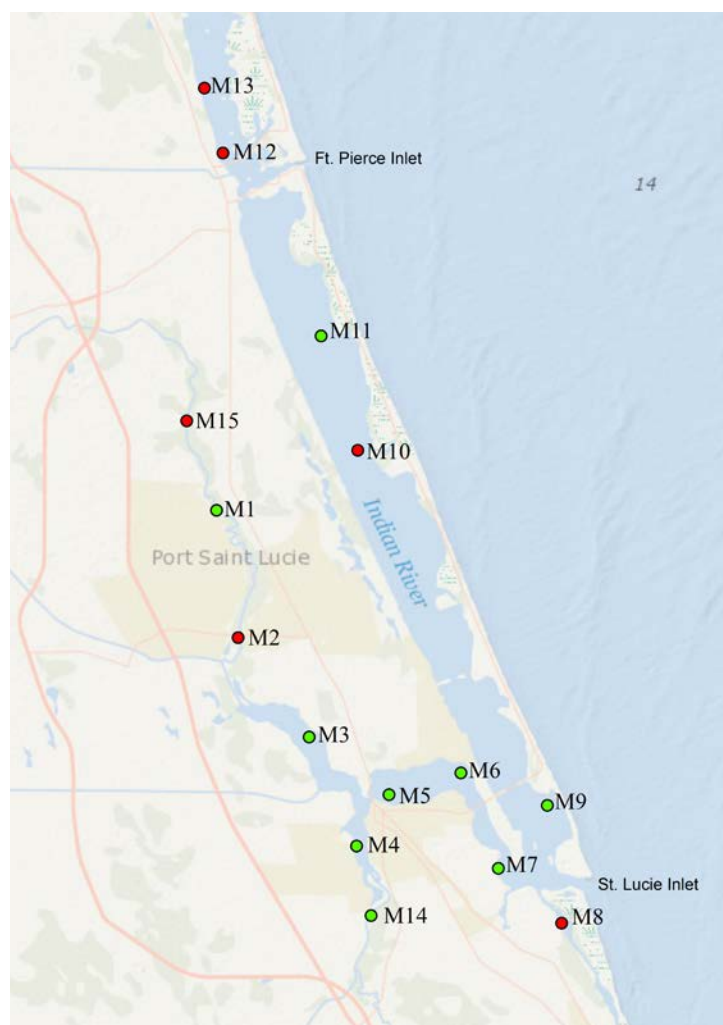 M13
M12
Ft. Pierce Inlet
14
M11
M15
M10
M1
Indian River
Port Saint Lucie
M2
M3
M6
M5
M9
M4
M7
St. Lucie Inlet
M14
M8